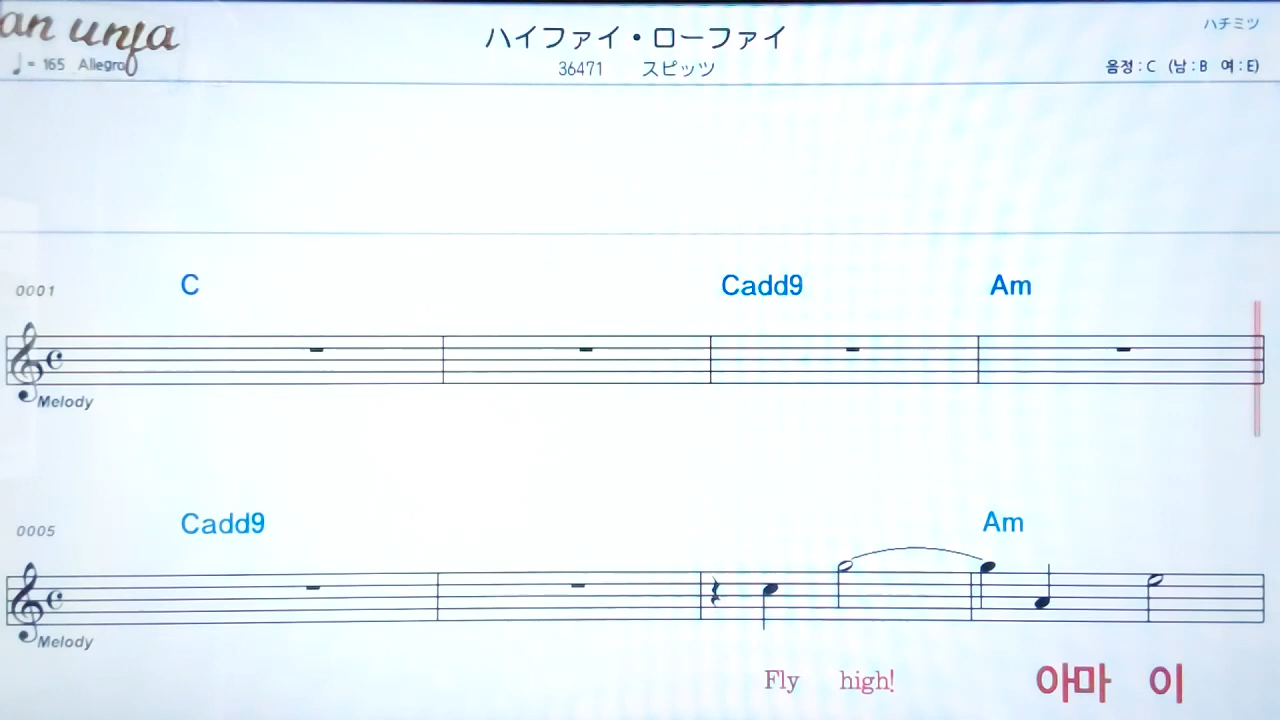 an unfa
ハイファイ・ローファイ
ハチミツ
♩= 165 Allegro
36471 スピッツ
음정 : C (남 : B 여 : E)
0001 C Cadd9 Am
Melody
0005 Cadd9 Am
Melody
Fly high! 아마 이